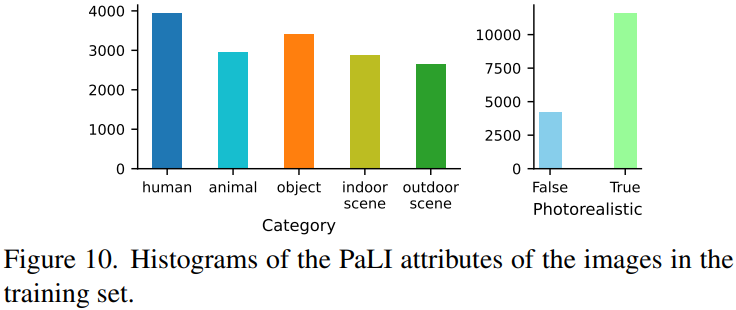 4000
3000
2000
1000
0
human animal object indoor scene outdoor scene
Category
10000
7500
5000
2500
0
False True
Photorealistic
Figure 10. Histograms of the PaLI attributes of the images in the
training set.